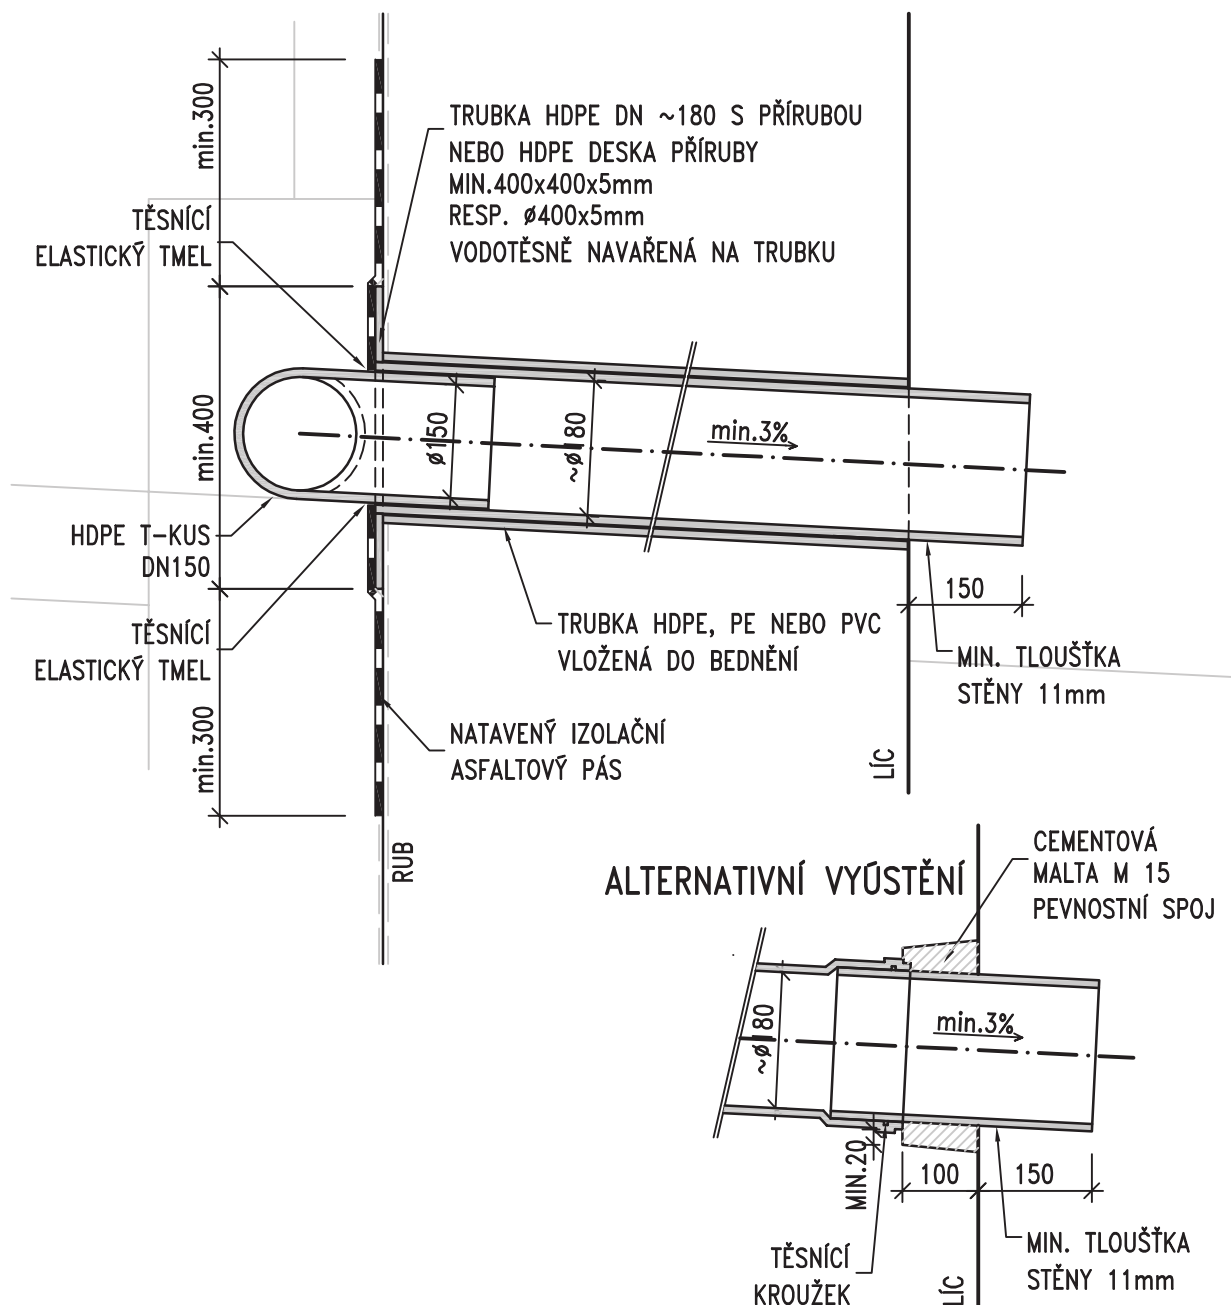 min.300
TRUBKA HDPE DN ~180 S PŘÍRUBOU
NEBO HDPE DESKA PŘÍRUBY
MIN.400x400x5mm
RESP. ø400x5mm
VODOTĚSNĚ NAVAŘENÁ NA TRUBKU
TĚSNÍCÍ
ELASTICKÝ TMEL
min.400
ø150
~ø180
min.3%
HDPE T-KUS
DN150
TĚSNÍCÍ
ELASTICKÝ TMEL
150
TRUBKA HDPE, PE NEBO PVC
VLOŽENÁ DO BEDNĚNÍ
MIN. TLOUŠŤKA
STĚNY 11mm
min.300
NATAVENÝ IZOLAČNÍ
ASFALTOVÝ PÁS
LÍC
RUB
ALTERNATIVNÍ VYÚSTĚNÍ
CEMENTOVÁ
MALTA M 15
PEVNOSTNÍ SPOJ
~ø180
min.3%
MIN.20
100
150
TĚSNÍCÍ
KROUŽEK
LÍC
MIN. TLOUŠŤKA
STĚNY 11mm